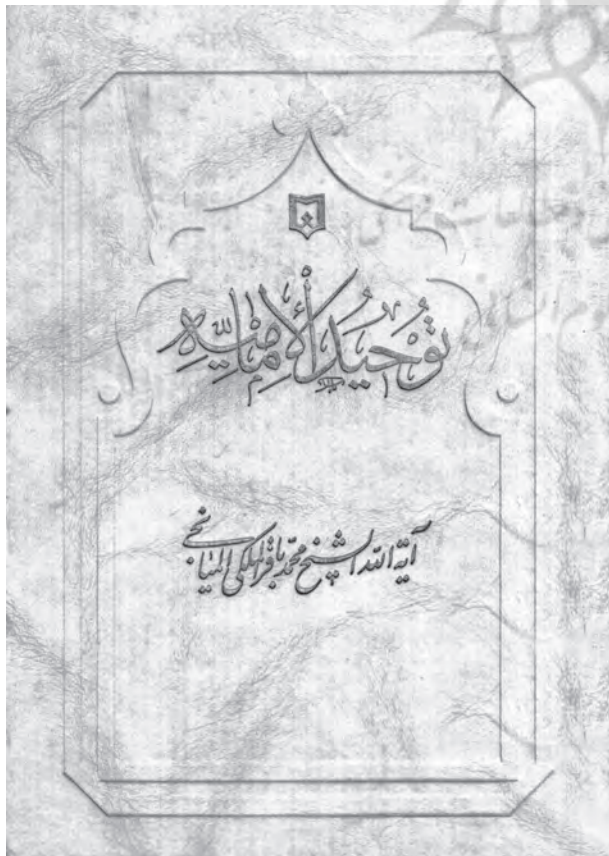 توحيد الإمامية
آية الله الشيخ محمد باقر الملكي الميانجي